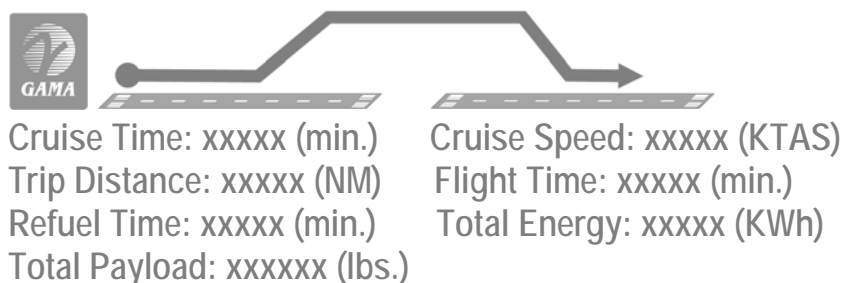 GAMA
Cruise Time: xxxxx (min.) Cruise Speed: xxxxx (KTAS)
Trip Distance: xxxxx (NM) Flight Time: xxxxx (min.)
Refuel Time: xxxxx (min.) Total Energy: xxxxx (KWh)
Total Payload: xxxxxx (lbs.)